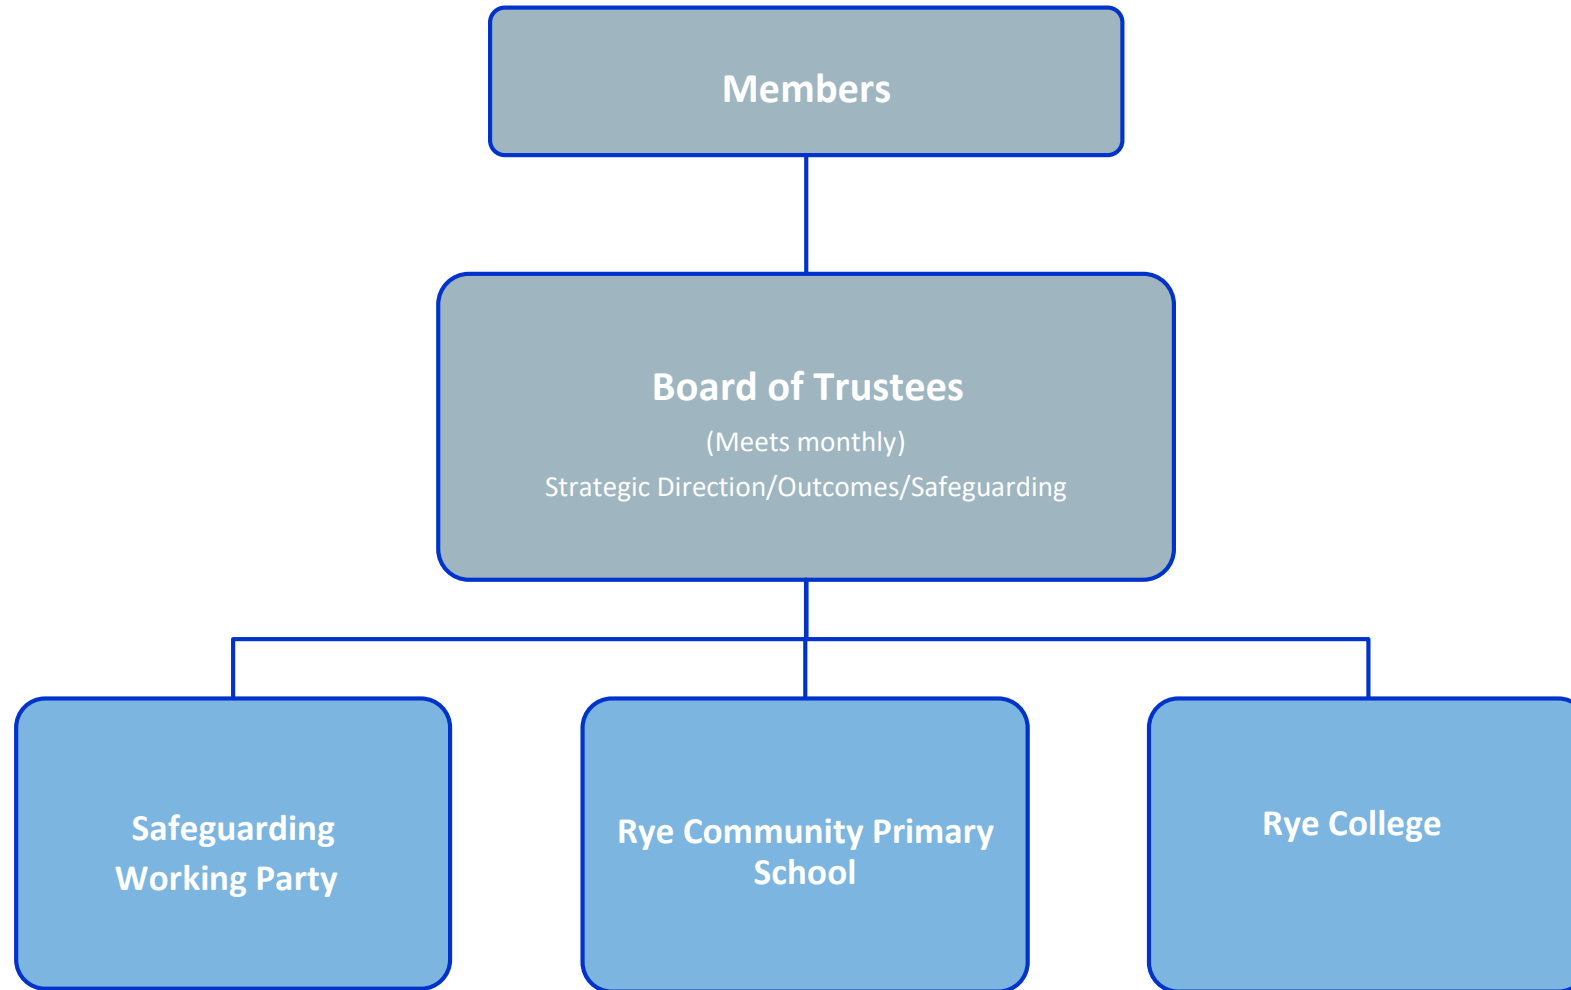 Members
Board of Trustees
(Meets monthly)
Strategic Direction/Outcomes/Safeguarding
Safeguarding
Working Party
Rye Community Primary
School
Rye College